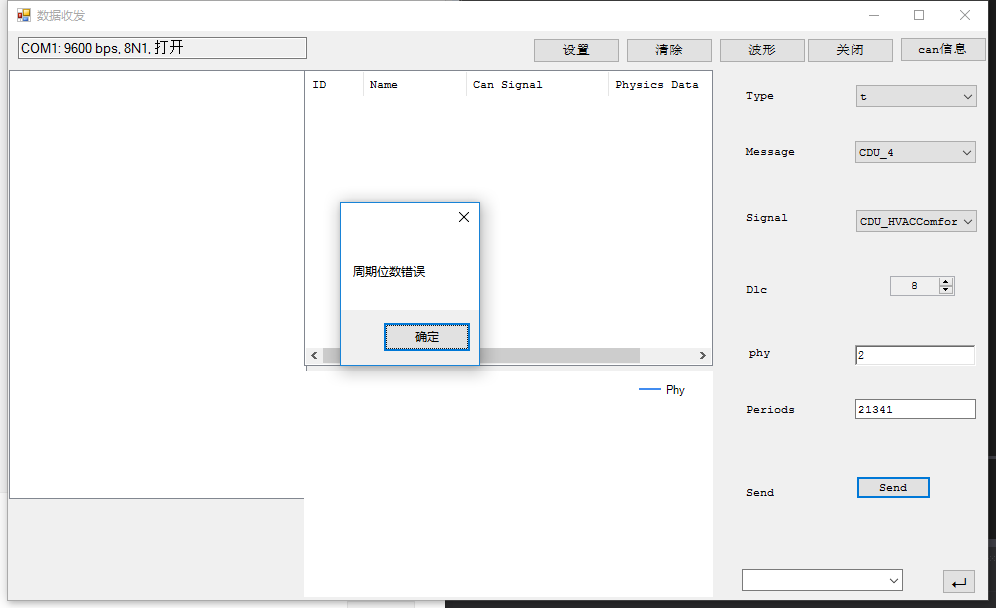 数据收发
COM1: 9600 bps, 8N1, 打开
设置
清除
波形
关闭
can信息
ID
Name
Can Signal
Physics Data
Type
t
Message
CDU_4
Signal
CDU_HVACComfor
Dlc
8
周期位数错误
确定
phy
2
Phy
Periods
21341
Send
Send